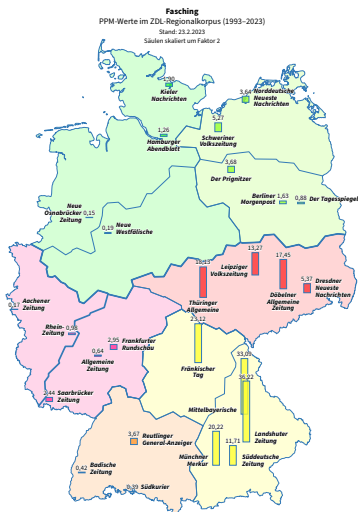 Fasching
PPM-Werte im ZDL-Regionalkorpus (1993–2023)
Stand: 23.2.2023
Säulen skaliert um Faktor 2
Kieler
Nachrichten
3,64
Norddeutsche
Neueste
Nachrichten
1,26
Hamburger
Abendblatt
5,27
Schweriner
Volkszeitung
3,68
Der Prignitzer
Berliner
Morgenpost
1,63
0,88
Der Tagesspiegel
Neue
Osnabrücker
Zeitung
0,15
0,19
Neue
Westfälische
13,27
Leipziger
Volkszeitung
17,45
Döbelner
Allgemeine
Zeitung
5,37
Dresdner
Neueste
Nachrichten
18,13
Thüringer
Allgemeine
0,17
Aachener
Zeitung
Rhein-
Zeitung
0,98
2,95
Frankfurter
Rundschau
0,64
Allgemeine
Zeitung
2,44
Saarbrücker
Zeitung
23,12
Fränkischer
Tag
33,09
Mittelbayerische
36,22
Landshuter
Zeitung
20,22
Münchner
Merkur
11,71
Süddeutsche
Zeitung
3,67
Reutlinger
General-Anzeiger
0,42
Badische
Zeitung
0,39
Südkurier